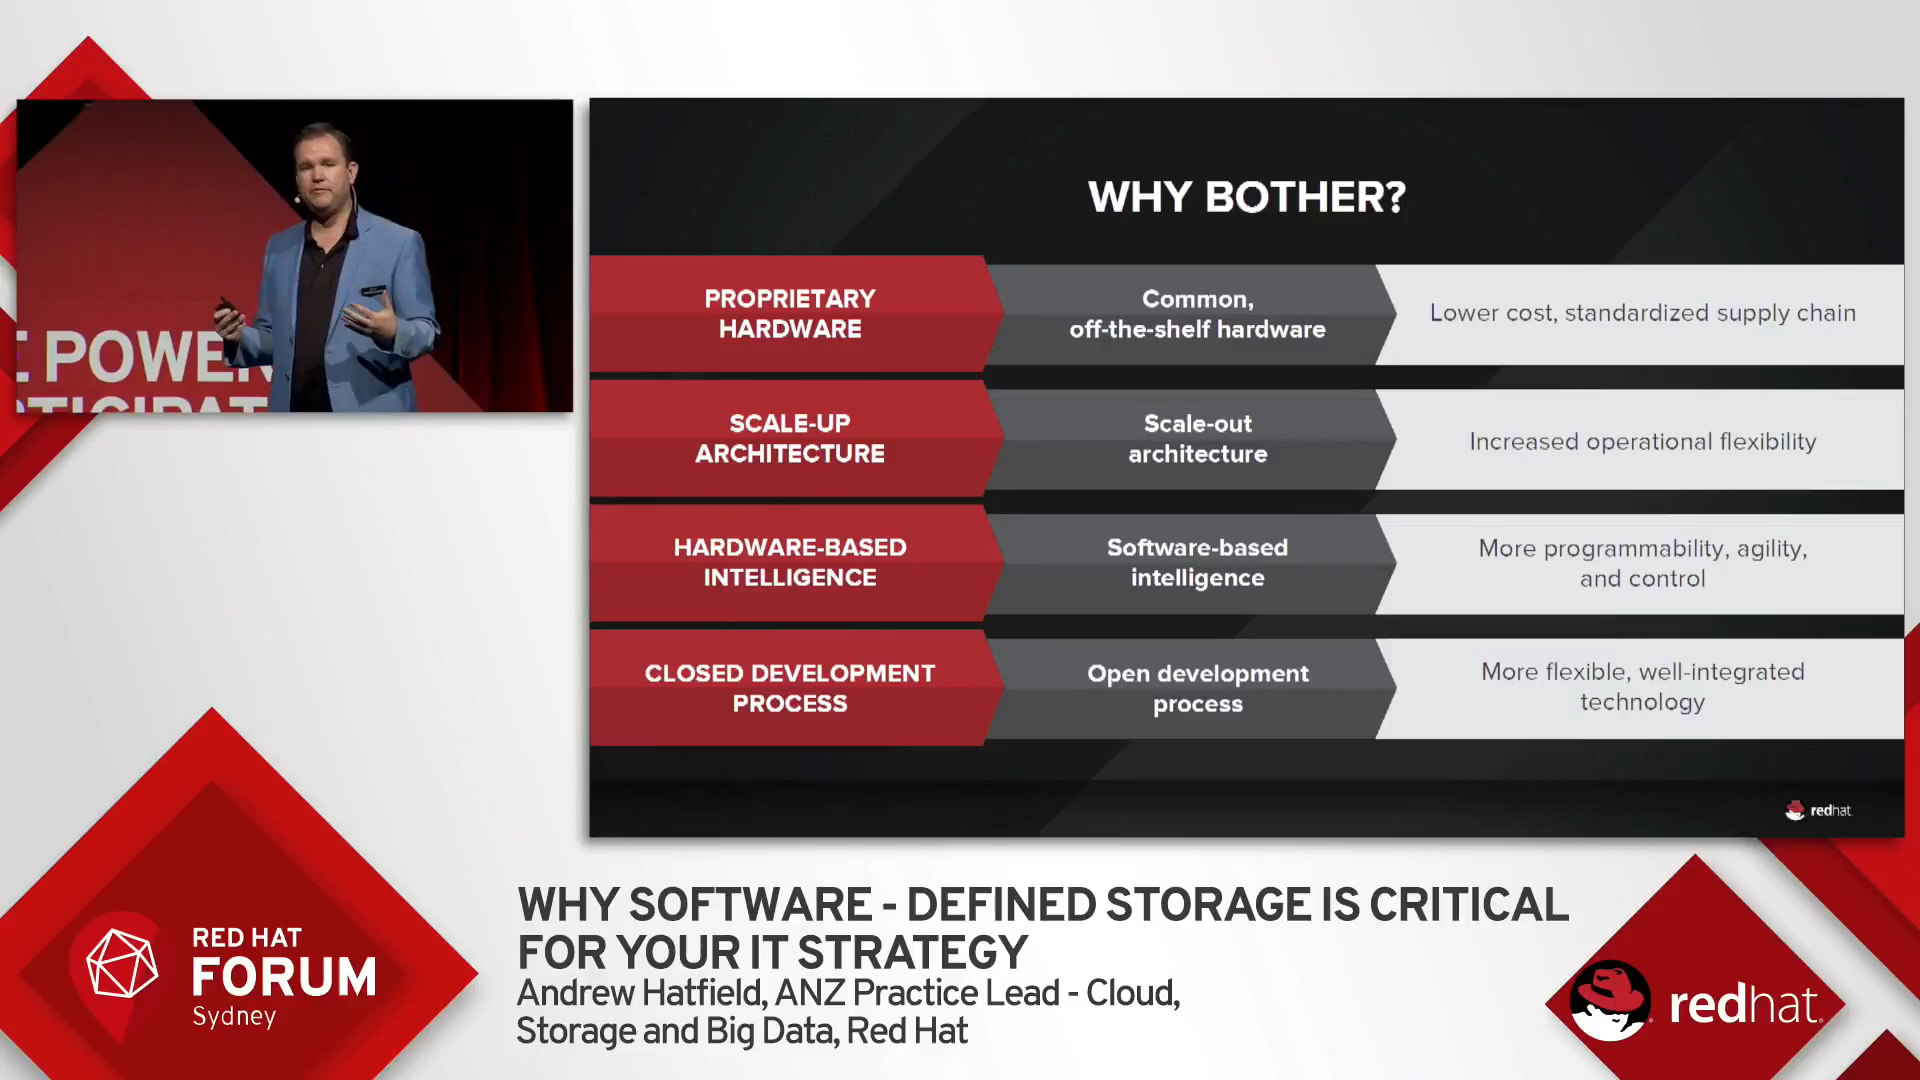 POWER
WHY BOTHER?
PROPRIETARY
HARDWARE
Common,
off-the-shelf hardware
Lower cost, standardized supply chain
SCALE-UP
ARCHITECTURE
Scale-out
architecture
Increased operational flexibility
HARDWARE-BASED
INTELLIGENCE
Software-based
intelligence
More programmability, agility,
and control
CLOSED DEVELOPMENT
PROCESS
Open development
process
More flexible, well-integrated
technology
redhat.
WHY SOFTWARE - DEFINED STORAGE IS CRITICAL
FOR YOUR IT STRATEGY
Andrew Hatfield, ANZ Practice Lead - Cloud,
Storage and Big Data, Red Hat
RED HAT
FORUM
Sydney
redhat.